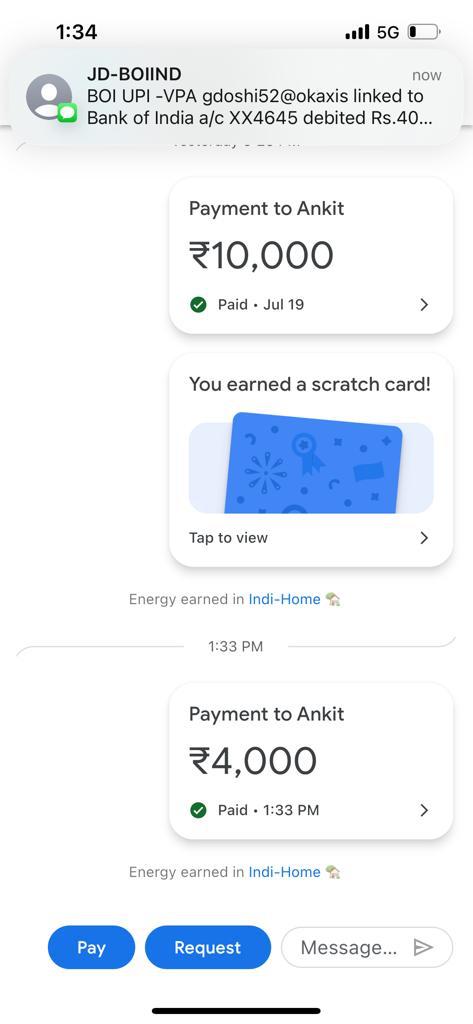 1:34
5G
JD-BOIIND
now
BOI UPI -VPA gdoshi52@okaxis linked to
Bank of India a/c XX4645 debited Rs.40...
Payment to Ankit
₹10,000
Paid • Jul 19
You earned a scratch card!
Tap to view
Energy earned in Indi-Home
1:33 PM
Payment to Ankit
₹4,000
Paid • 1:33 PM
Energy earned in Indi-Home
Pay
Request
Message...